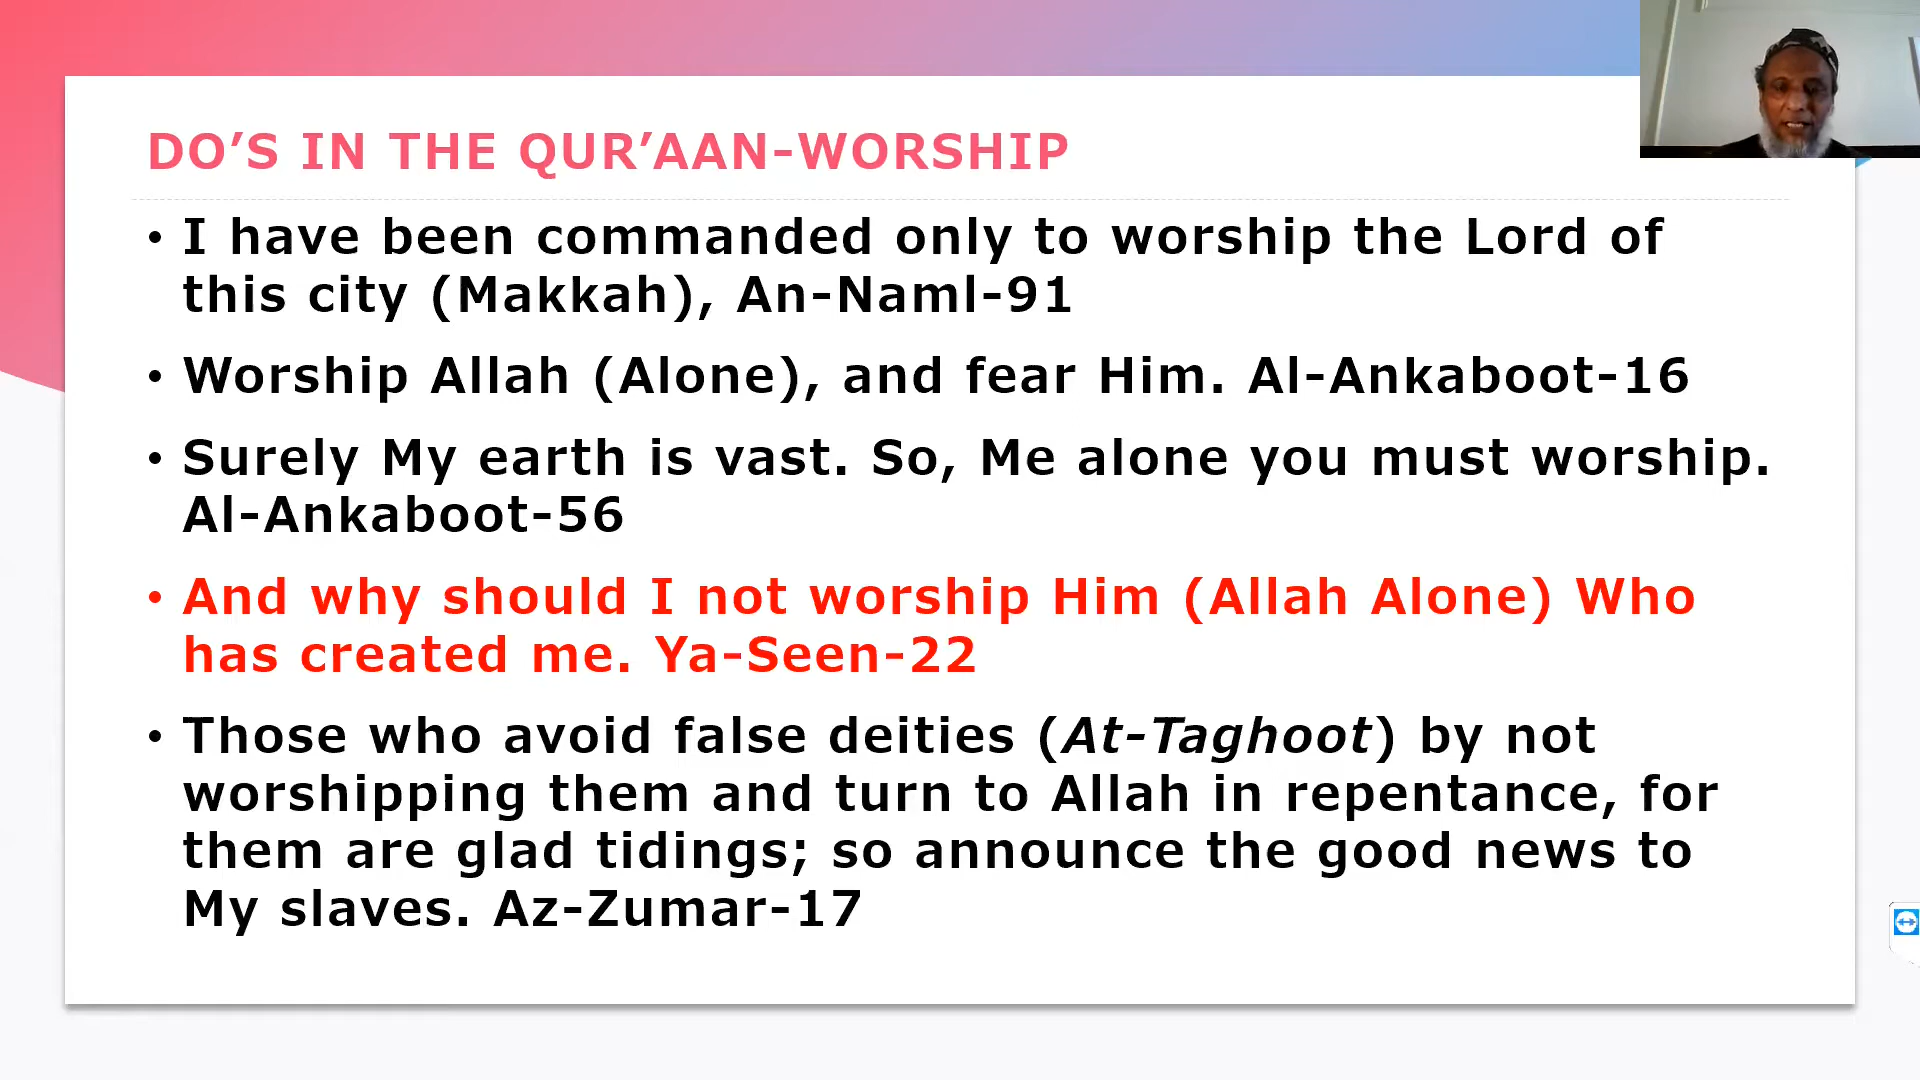 DO’S IN THE QUR’AAN-WORSHIP
• I have been commanded only to worship the Lord of
this city (Makkah), An-Naml-91
• Worship Allah (Alone), and fear Him. Al-Ankaboot-16
• Surely My earth is vast. So, Me alone you must worship.
Al-Ankaboot-56
• And why should I not worship Him (Allah Alone) Who
has created me. Ya-Seen-22
• Those who avoid false deities (At-Taghoot) by not
worshipping them and turn to Allah in repentance, for
them are glad tidings; so announce the good news to
My slaves. Az-Zumar-17